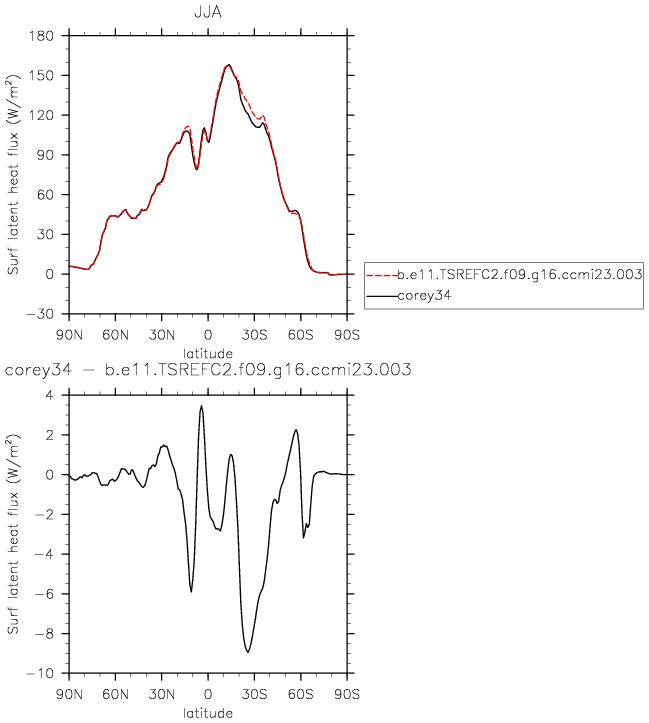 JJA
Surf latent heat flux (W/m²)
180
150
120
90
60
30
0
−30
90N 60N 30N 0 30S 60S 90S
latitude
b.e11.TSREFC2.f09.g16.ccmi23.003
corey34
corey34 − b.e11.TSREFC2.f09.g16.ccmi23.003
Surf latent heat flux (W/m²)
4
2
0
−2
−4
−6
−8
−10
90N 60N 30N 0 30S 60S 90S
latitude